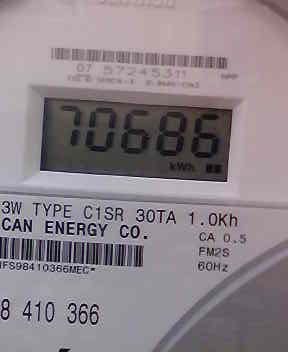 07 57245311
70686
kWh
3W TYPE C1SR 30TA 1.0Kh
CAN ENERGY CO.
CA 0.5
FM2S
60Hz
IFS98410366MEC*
8 410 366